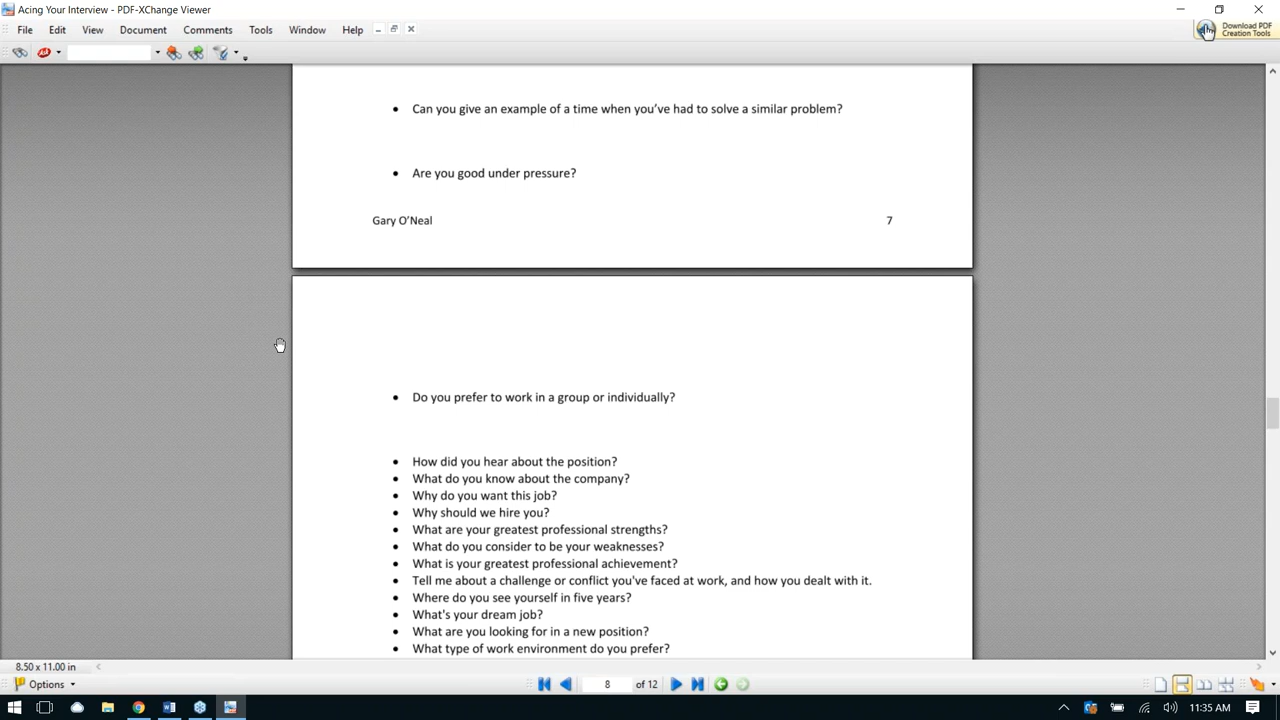 Acing Your Interview - PDF-XChange Viewer
File Edit View Document Comments Tools Window Help
Download PDF
Creation Tools
• Can you give an example of a time when you’ve had to solve a similar problem?
• Are you good under pressure?
Gary O’Neal 7
• Do you prefer to work in a group or individually?
• How did you hear about the position?
• What do you know about the company?
• Why do you want this job?
• Why should we hire you?
• What are your greatest professional strengths?
• What do you consider to be your weaknesses?
• What is your greatest professional achievement?
• Tell me about a challenge or conflict you've faced at work, and how you dealt with it.
• Where do you see yourself in five years?
• What's your dream job?
• What are you looking for in a new position?
• What type of work environment do you prefer?
8.50 x 11.00 in
Options 8 of 12
11:35 AM